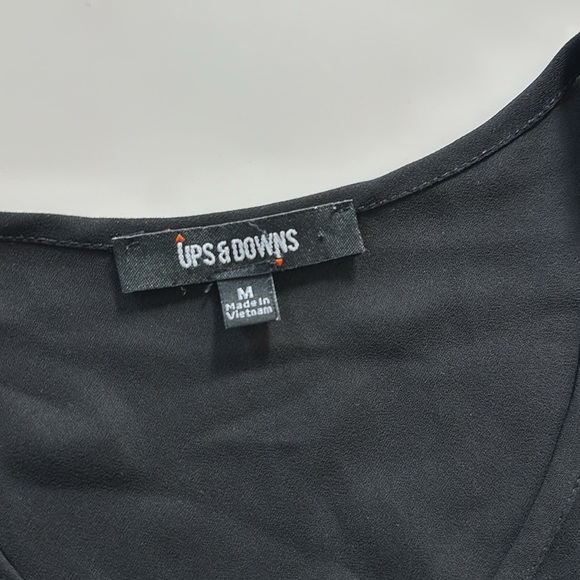 UPS & DOWNS
M
Made In
Vietnam